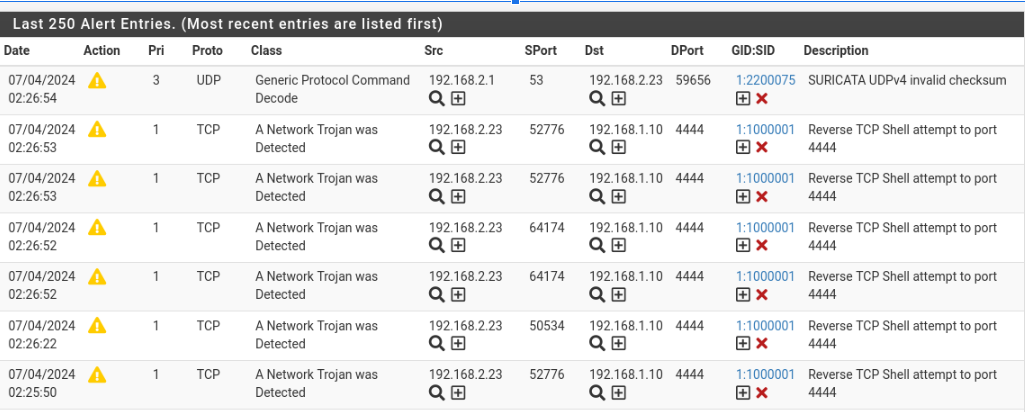 Last 250 Alert Entries. (Most recent entries are listed first)
Date Action Pri Proto Class Src SPort Dst DPort GID:SID Description
07/04/2024 3 UDP Generic Protocol Command 192.168.2.1 53 192.168.2.23 59656 1:2200075 SURICATA UDPv4 invalid checksum
02:26:54 Decode
07/04/2024 1 TCP A Network Trojan was 192.168.2.23 52776 192.168.1.10 4444 1:1000001 Reverse TCP Shell attempt to port
02:26:53 Detected 4444
07/04/2024 1 TCP A Network Trojan was 192.168.2.23 52776 192.168.1.10 4444 1:1000001 Reverse TCP Shell attempt to port
02:26:53 Detected 4444
07/04/2024 1 TCP A Network Trojan was 192.168.2.23 64174 192.168.1.10 4444 1:1000001 Reverse TCP Shell attempt to port
02:26:52 Detected 4444
07/04/2024 1 TCP A Network Trojan was 192.168.2.23 64174 192.168.1.10 4444 1:1000001 Reverse TCP Shell attempt to port
02:26:52 Detected 4444
07/04/2024 1 TCP A Network Trojan was 192.168.2.23 50534 192.168.1.10 4444 1:1000001 Reverse TCP Shell attempt to port
02:26:22 Detected 4444
07/04/2024 1 TCP A Network Trojan was 192.168.2.23 52776 192.168.1.10 4444 1:1000001 Reverse TCP Shell attempt to port
02:25:50 Detected 4444